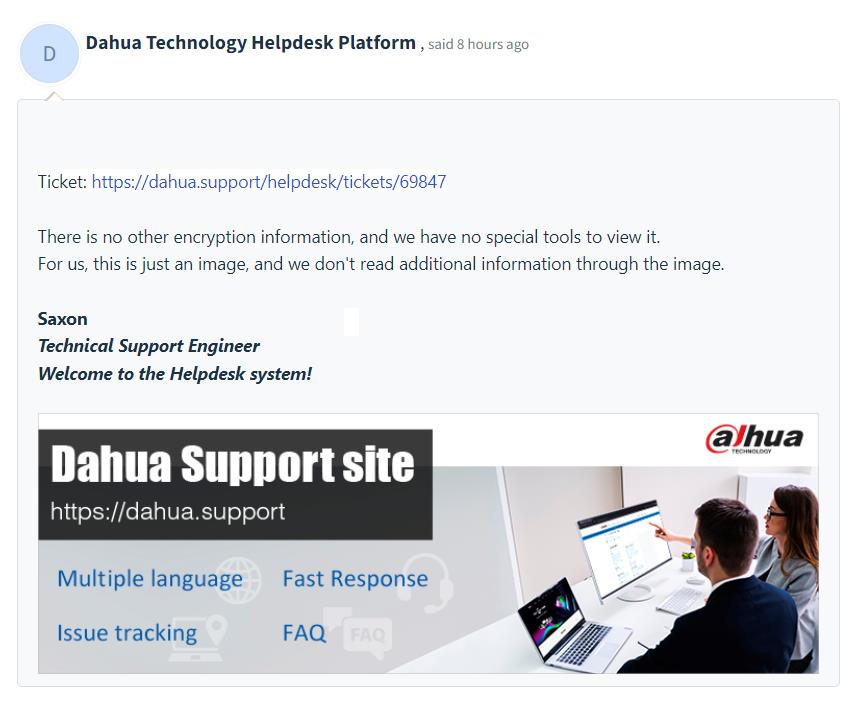 D
Dahua Technology Helpdesk Platform , said 8 hours ago
Ticket: https://dahua.support/helpdesk/tickets/69847
There is no other encryption information, and we have no special tools to view it.
For us, this is just an image, and we don't read additional information through the image.
Saxon
Technical Support Engineer
Welcome to the Helpdesk system!
alhua
TECHNOLOGY
Dahua Support site
https://dahua.support
Multiple language
Fast Response
Issue tracking
FAQ
FAQ